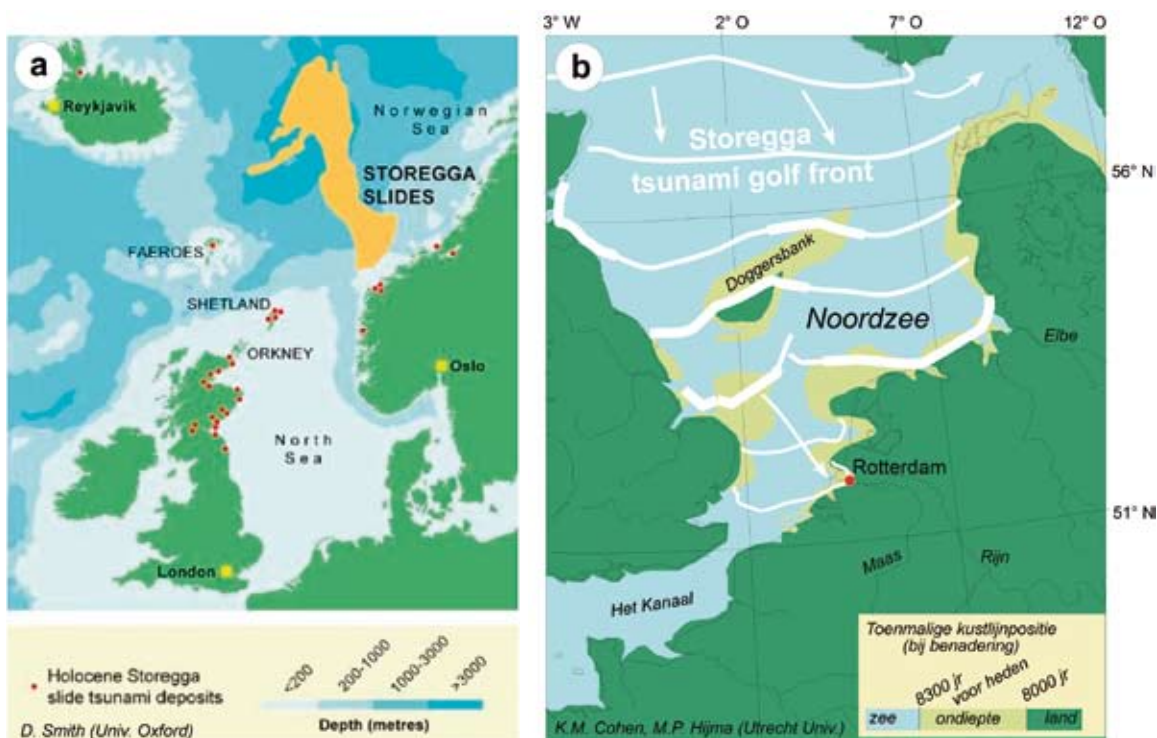 a
Reykjavik
Norwegian
Sea
STOREGGA
SLIDES
FAEROES
SHETLAND
ORKNEY
Oslo
North
Sea
London
Holocene Storegga
slide tsunami deposits
<200
200-1000
1000-3000
>3000
Depth (metres)
D. Smith (Univ. Oxford)
3° W
2° O
7° O
12° O
b
Storegga
tsunami golf front
56° N
Doggersbank
Noordzee
Elbe
Rotterdam
51° N
Maas
Rijn
Het Kanaal
Toenmalige kustlijnpositie
(bij benadering)
8300 jr
voor heden
8000 jr
zee
ondiepte
land
K.M. Cohen, M.P. Hijma (Utrecht Univ.)